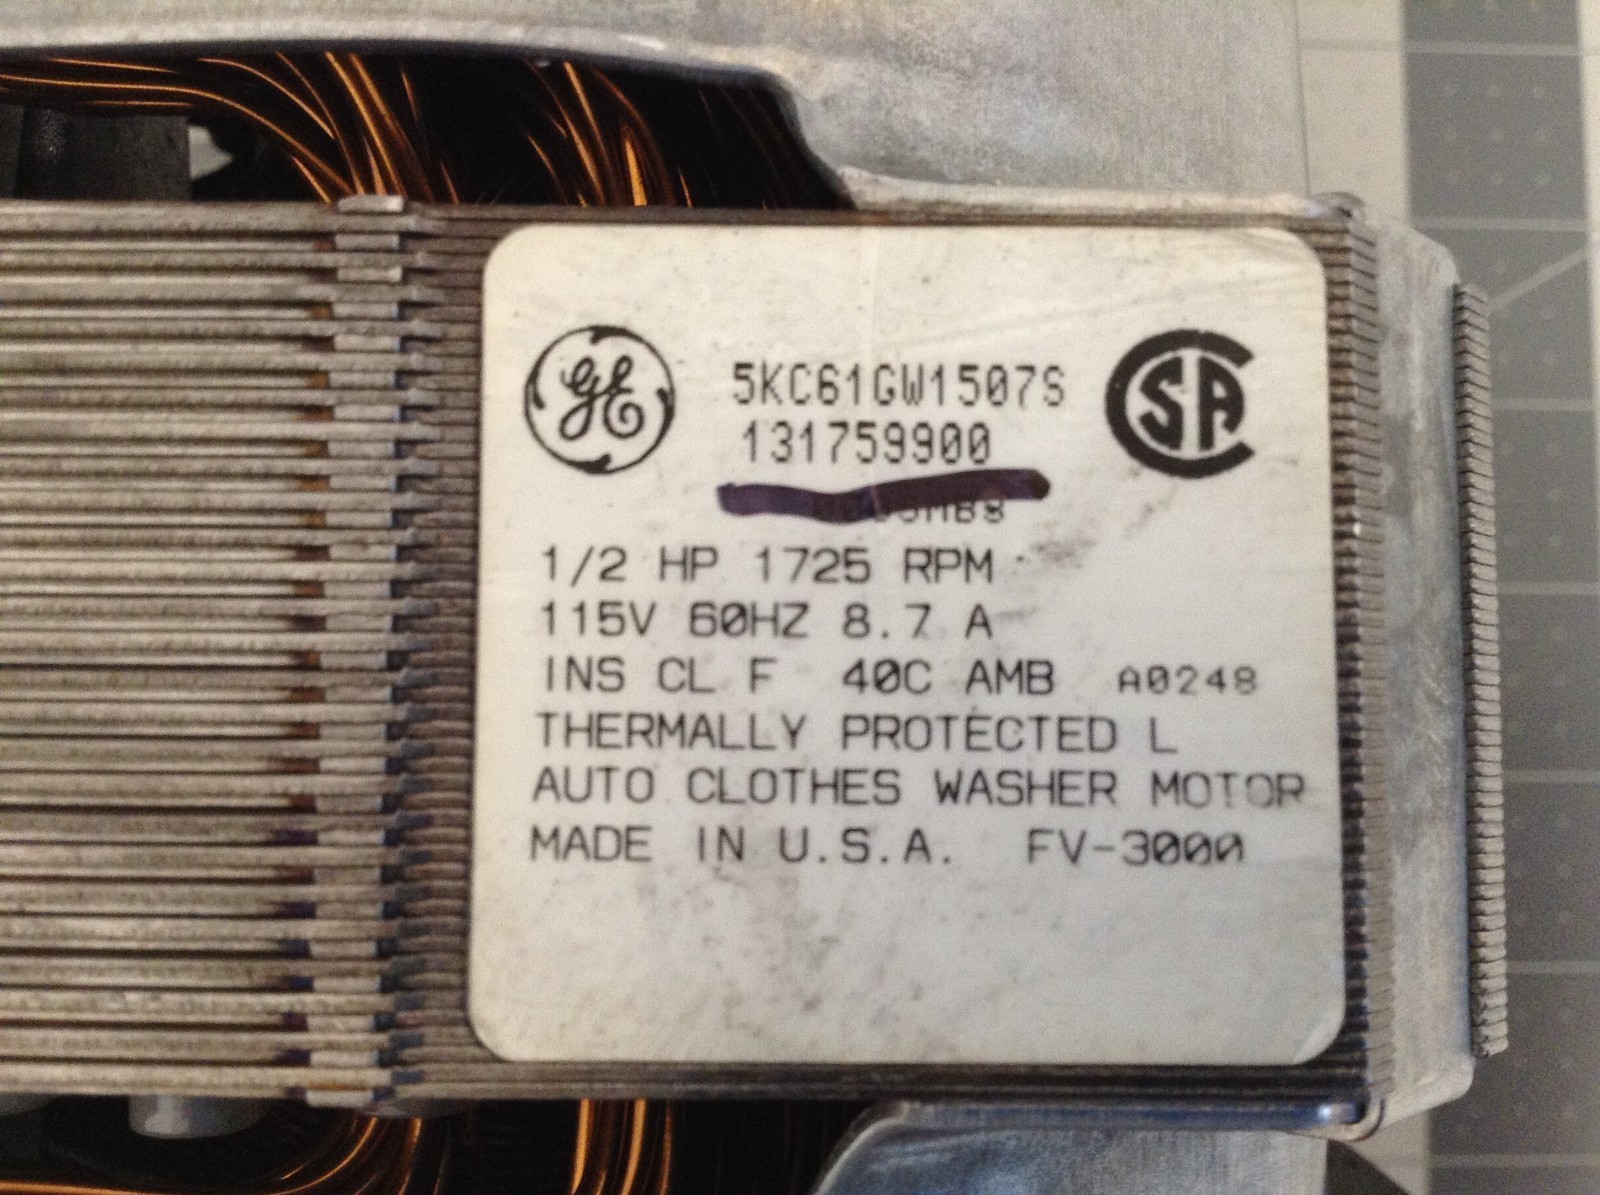 GE 5KC61GW1507S CSA
131759900
1/2 HP 1725 RPM
115V 60HZ 8.7 A
INS CL F 40C AMB A0248
THERMALLY PROTECTED L
AUTO CLOTHES WASHER MOTOR
MADE IN U.S.A. FV-3000